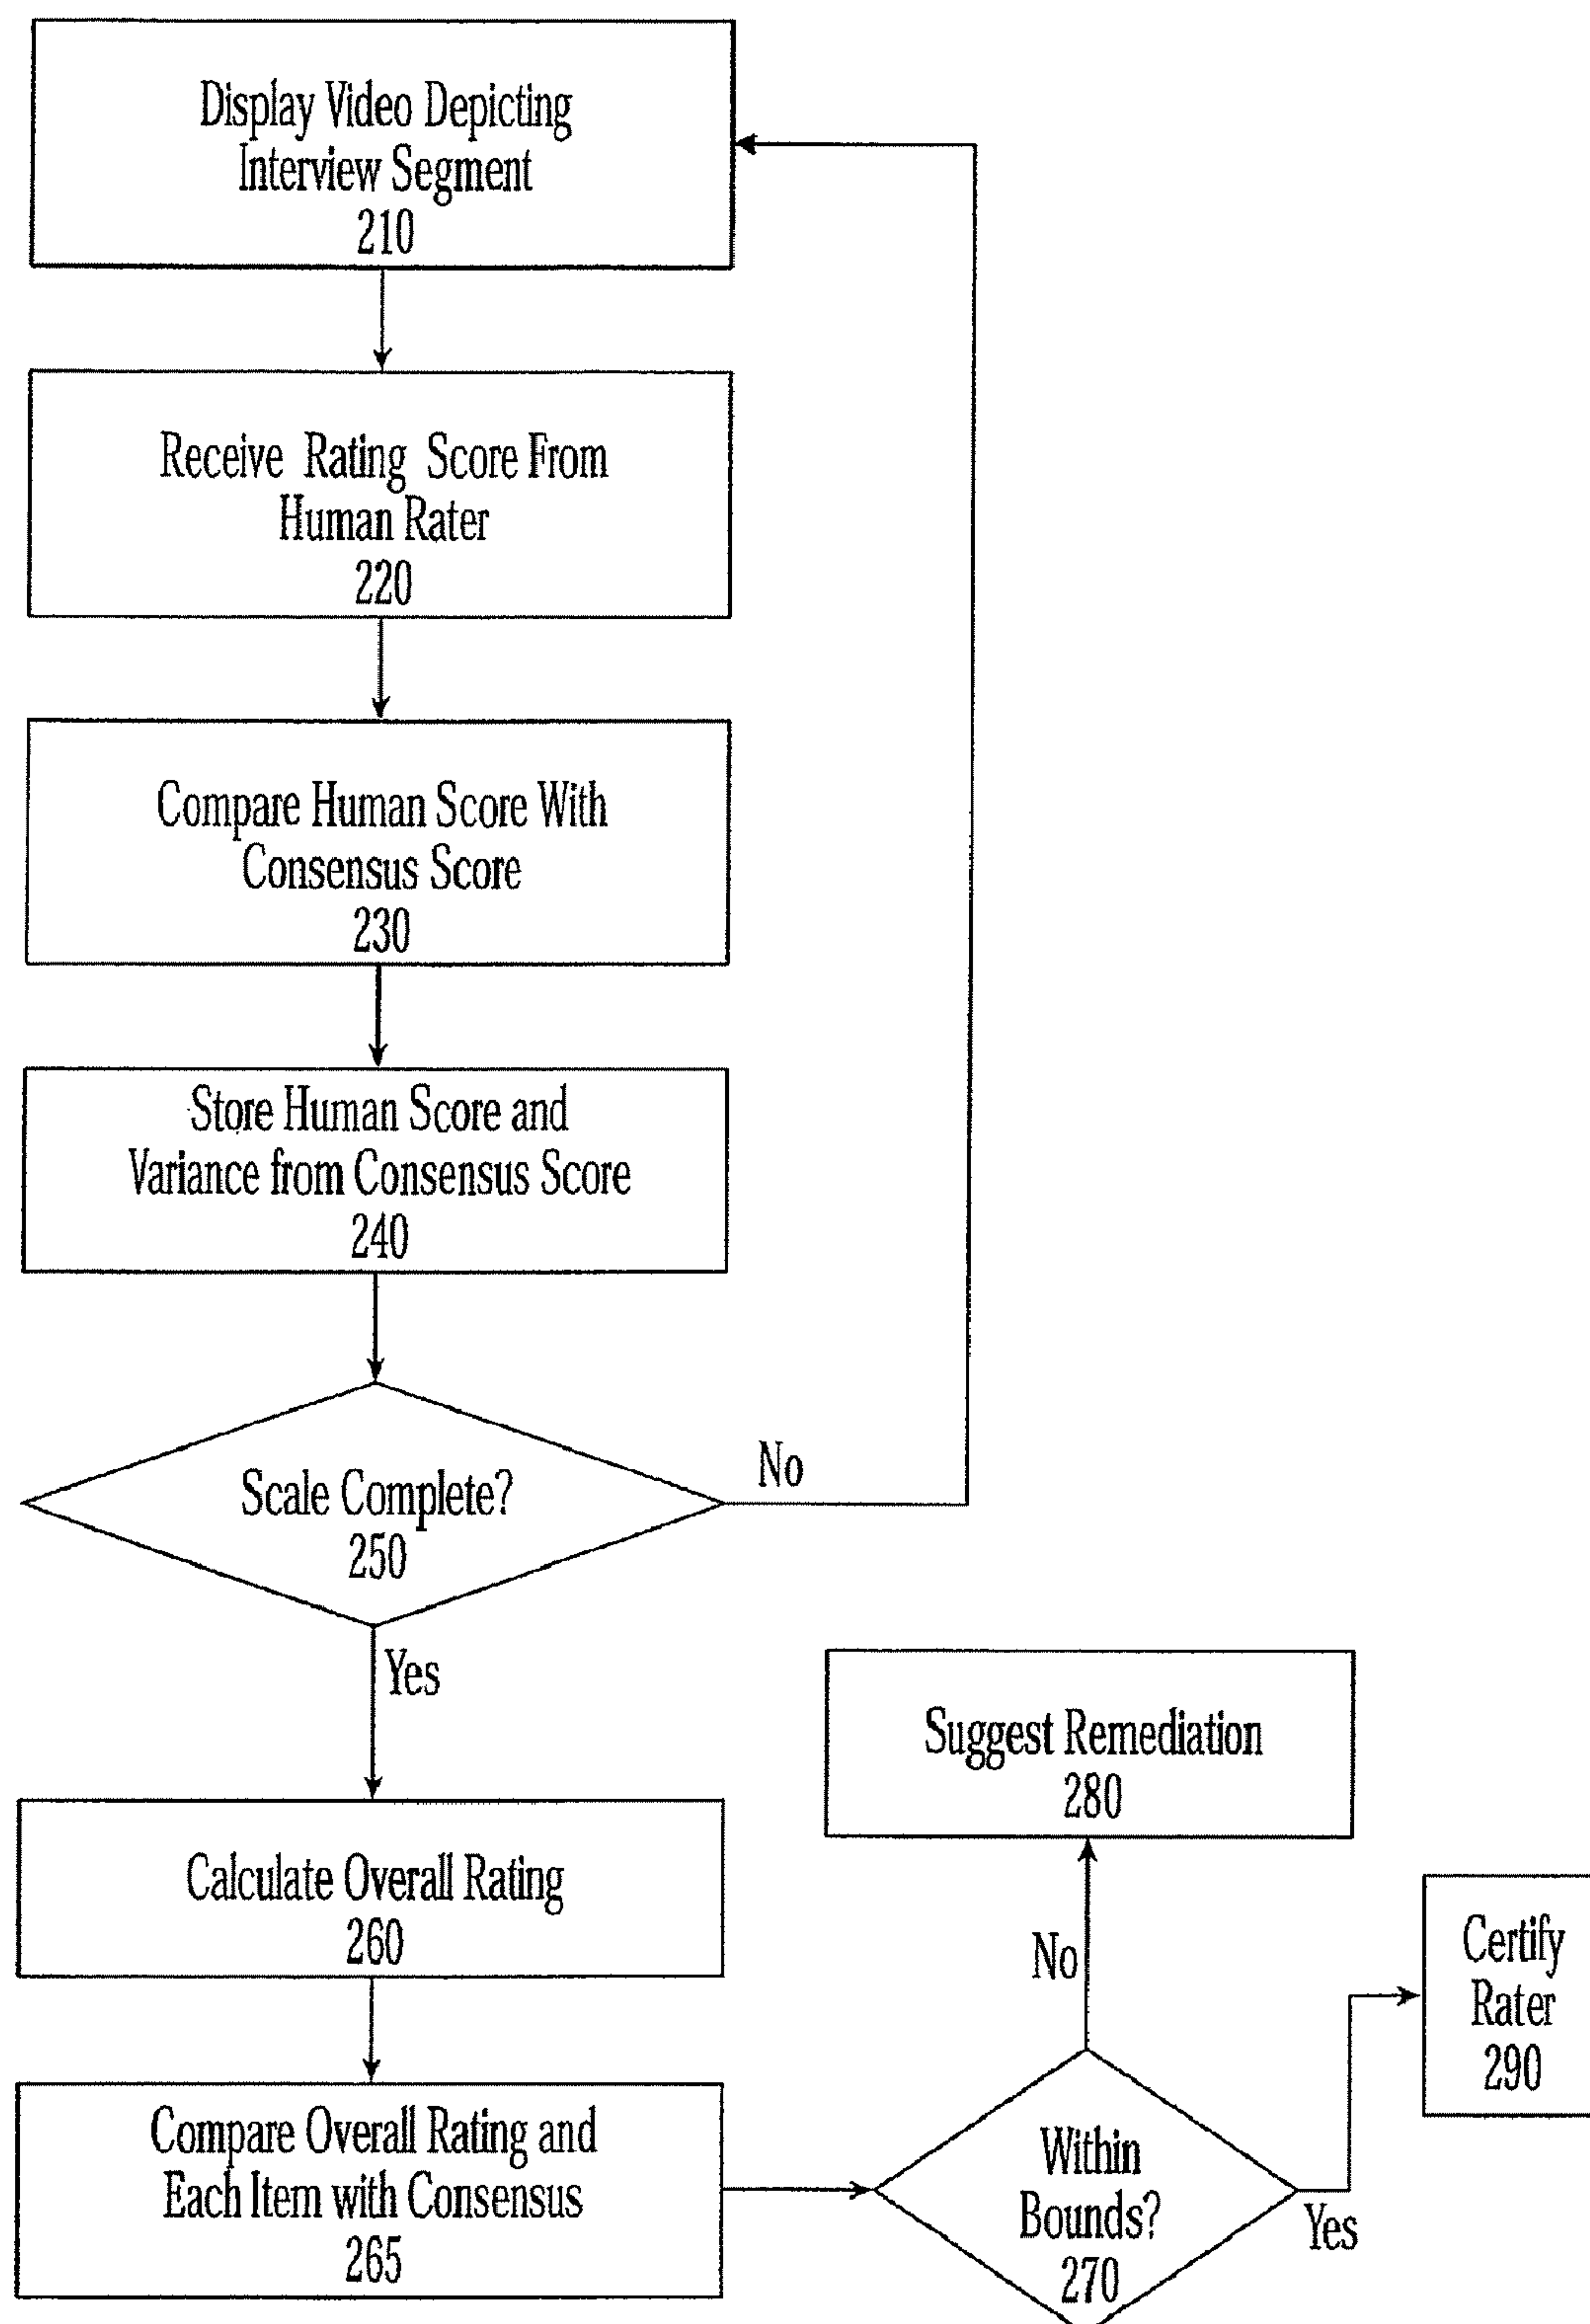 Display Video Depicting
Interview Segment
210
Receive Rating Score From
Human Rater
220
Compare Human Score With
Consensus Score
230
Store Human Score and
Variance from Consensus Score
240
Scale Complete?
250
No
Yes
Calculate Overall Rating
260
Compare Overall Rating and
Each Item with Consensus
265
Within
Bounds?
270
No
Suggest Remediation
280
Yes
Certify
Rater
290